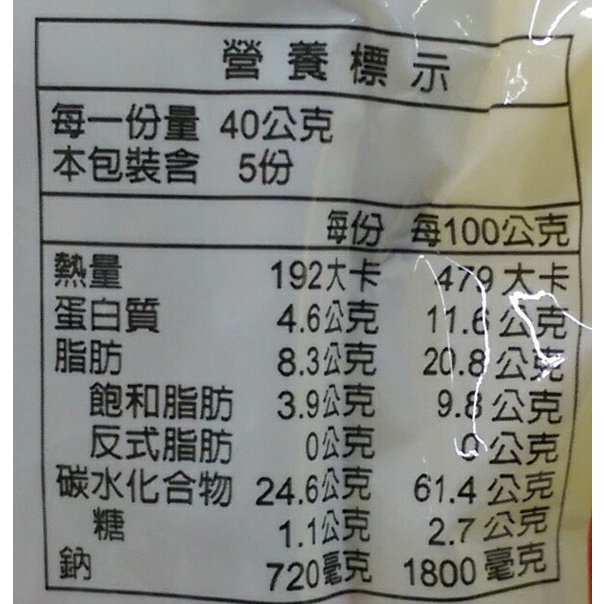 營養標示
每一份量 40公克
本包裝含 5份
每份 每100公克
熱量 192大卡 479大卡
蛋白質 4.6公克 11.6公克
脂肪 8.3公克 20.8公克
飽和脂肪 3.9公克 9.8公克
反式脂肪 0公克 0公克
碳水化合物 24.6公克 61.4公克
糖 1.1公克 2.7公克
鈉 720毫克 1800毫克